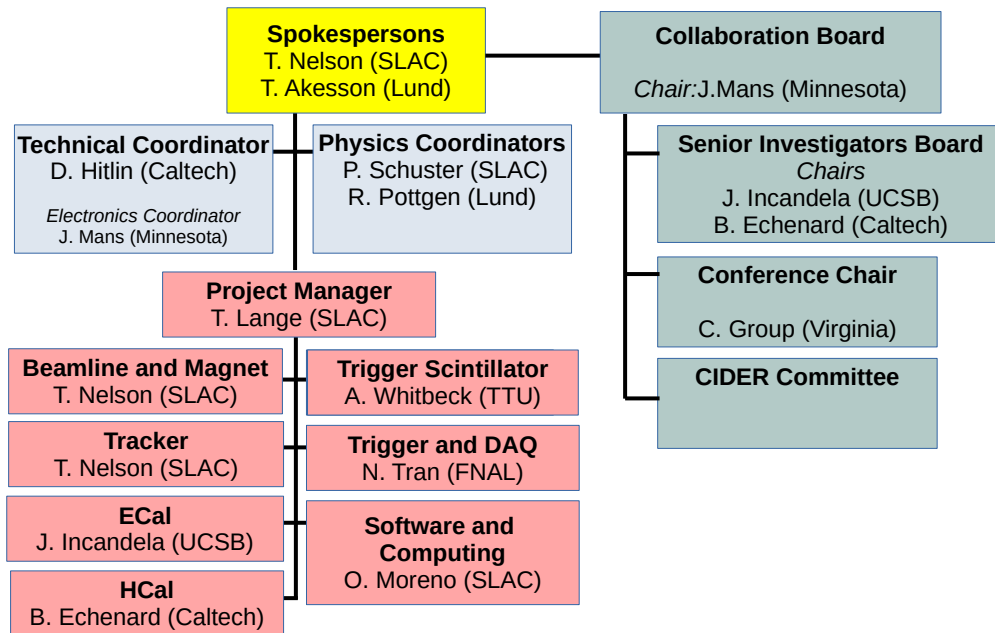 Spokespersons
T. Nelson (SLAC)
T. Akesson (Lund)
Collaboration Board
Chair:J.Mans (Minnesota)
Technical Coordinator
D. Hitlin (Caltech)
Electronics Coordinator
J. Mans (Minnesota)
Physics Coordinators
P. Schuster (SLAC)
R. Pottgen (Lund)
Senior Investigators Board
Chairs
J. Incandela (UCSB)
B. Echenard (Caltech)
Conference Chair
C. Group (Virginia)
CIDER Committee
Project Manager
T. Lange (SLAC)
Beamline and Magnet
T. Nelson (SLAC)
Trigger Scintillator
A. Whitbeck (TTU)
Tracker
T. Nelson (SLAC)
Trigger and DAQ
N. Tran (FNAL)
ECal
J. Incandela (UCSB)
Software and
Computing
O. Moreno (SLAC)
HCal
B. Echenard (Caltech)